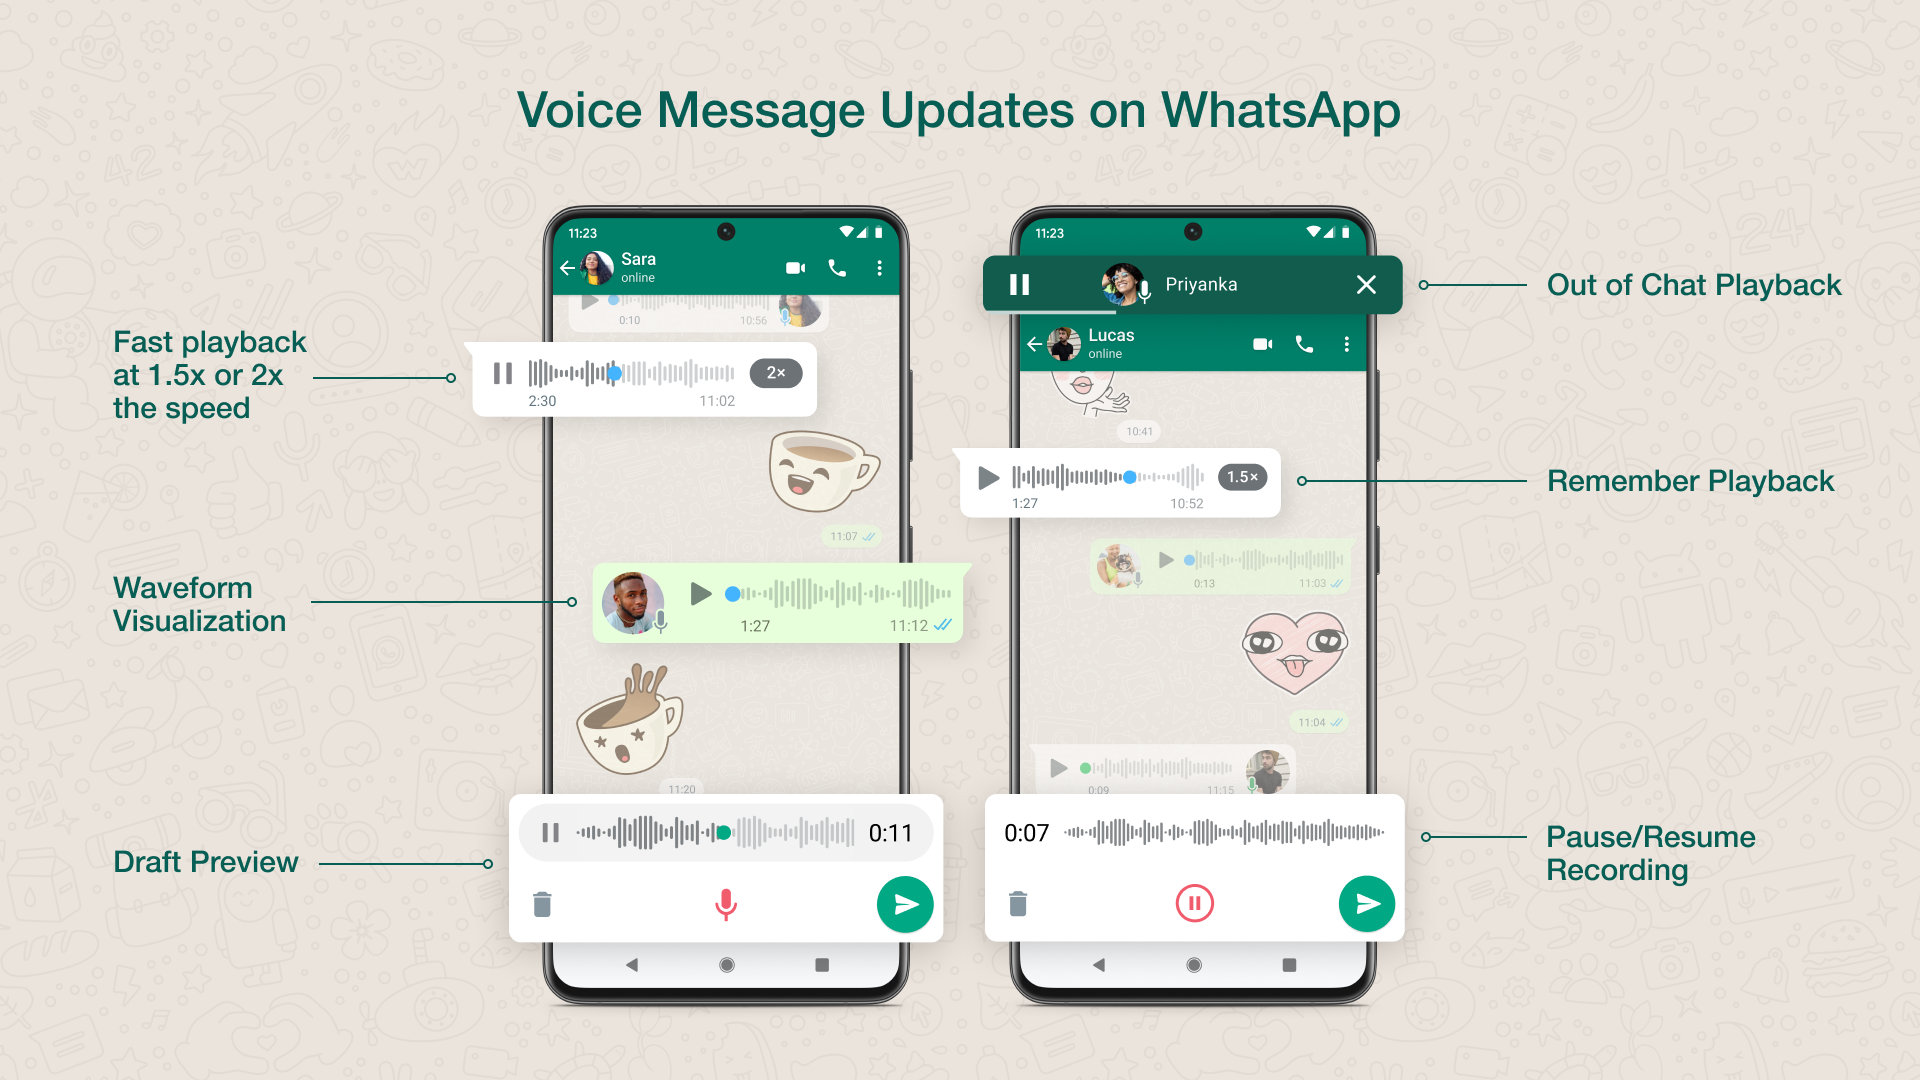 Voice Message Updates on WhatsApp
Fast playback
at 1.5x or 2x
the speed
Waveform
Visualization
Draft Preview
11:23
Sara
online
0:10
10:56
2×
2:30
11:02
11:07
1:27
11:12
11:20
0:11
11:23
Priyanka
Lucas
online
10:41
1.5×
1:27
10:52
0:13
11:03
11:04
0:09
11:15
0:07
Out of Chat Playback
Remember Playback
Pause/Resume
Recording